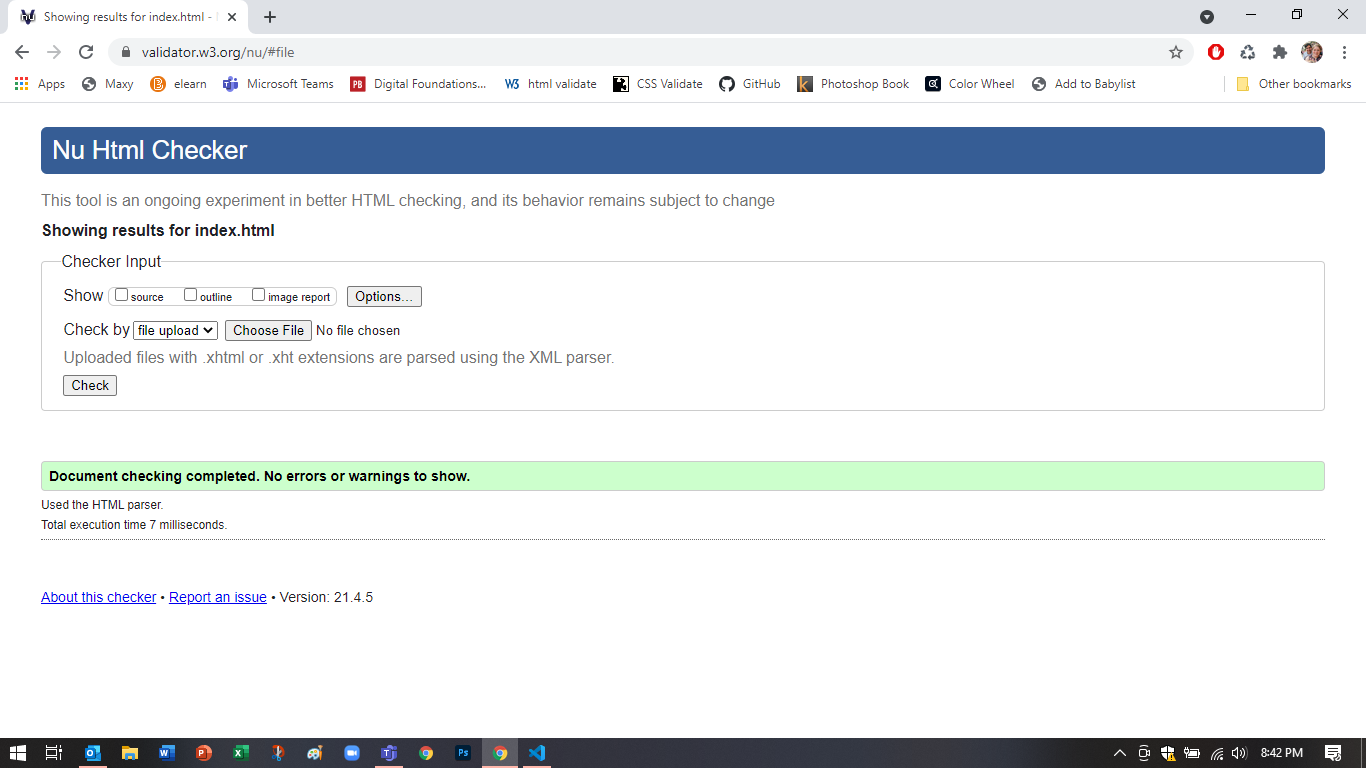 Showing results for index.html -
validator.w3.org/nu/#file
Apps Maxy elearn Microsoft Teams PB Digital Foundations... W3 html validate CSS Validate GitHub k Photoshop Book Color Wheel Add to Babylist Other bookmarks
Nu Html Checker
This tool is an ongoing experiment in better HTML checking, and its behavior remains subject to change
Showing results for index.html
Checker Input
Show source outline image report Options...
Check by file upload Choose File No file chosen
Uploaded files with .xhtml or .xht extensions are parsed using the XML parser.
Check
Document checking completed. No errors or warnings to show.
Used the HTML parser.
Total execution time 7 milliseconds.
About this checker • Report an issue • Version: 21.4.5
8:42 PM